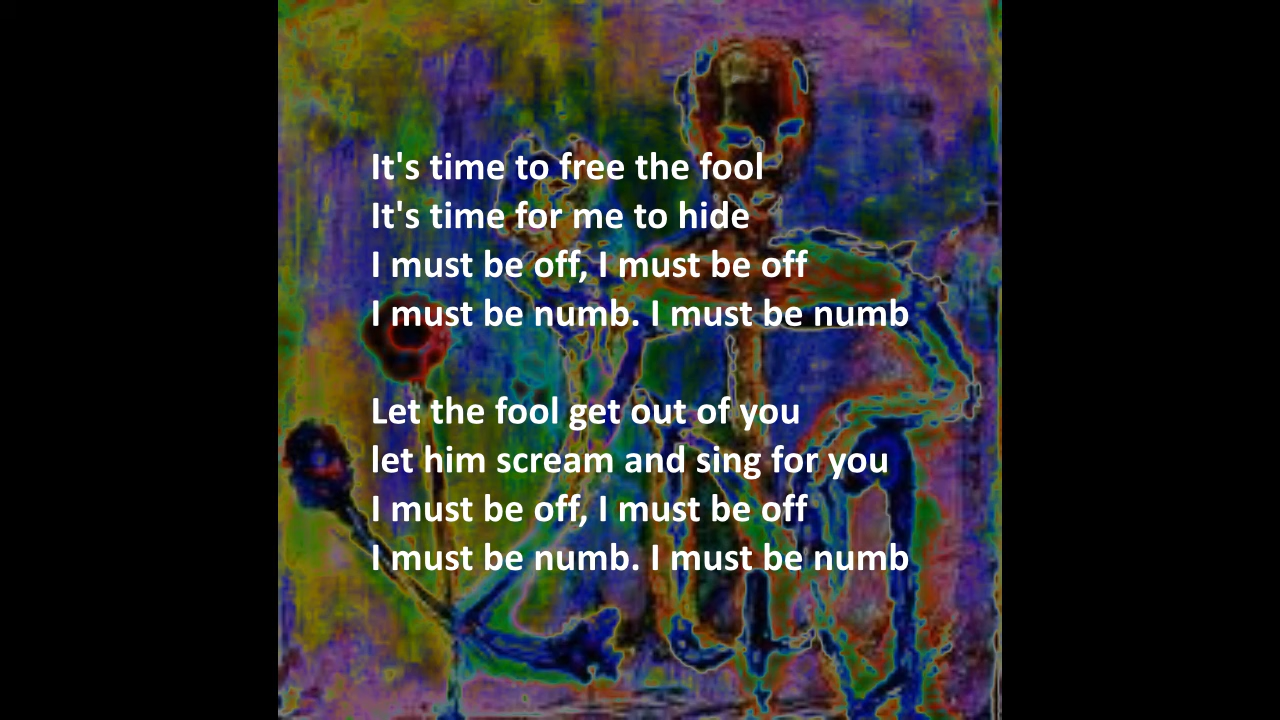 It's time to free the fool
It's time for me to hide
I must be off, I must be off
I must be numb. I must be numb
Let the fool get out of you
let him scream and sing for you
I must be off, I must be off
I must be numb. I must be numb